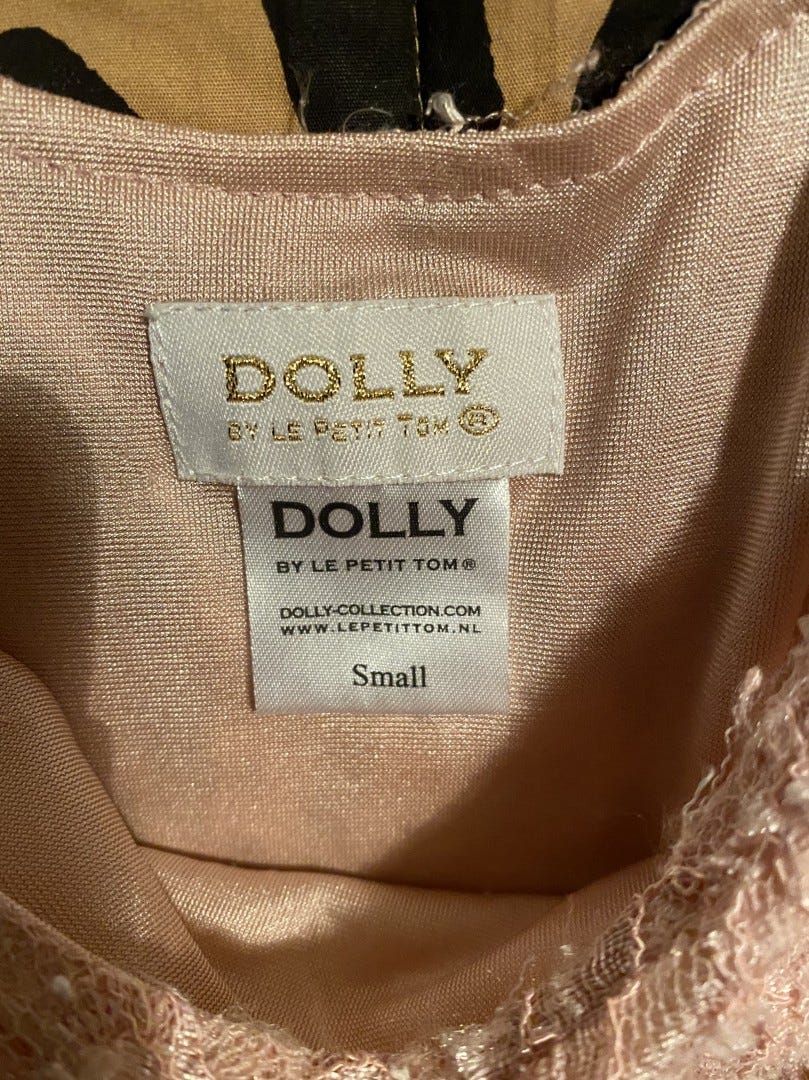 DOLLY
BY LE PETIT TOM ®
DOLLY
BY LE PETIT TOM ®
DOLLY-COLLECTION.COM
WWW.LEPETITTOM.NL
Small